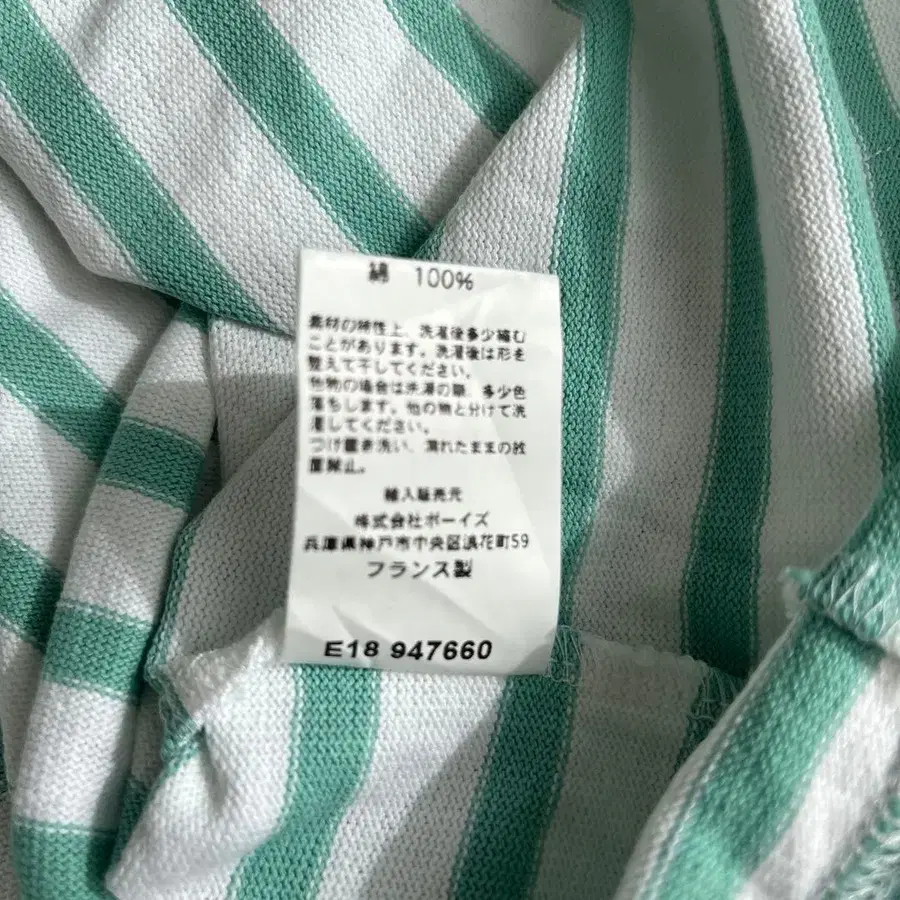 綿 100%
素材の特性上、洗濯後多少縮む
ことがあります。洗濯後は形を
整えて干してください。
色物の場合は洗濯の際、多少色
落ちします。他の物と分けて洗
濯してください。
つけ置き洗い、濡れたままの放
置禁止。
輸入販売元
株式会社ボーイズ
兵庫県神戸市中央区浪花町59
フランス製
E18 947660